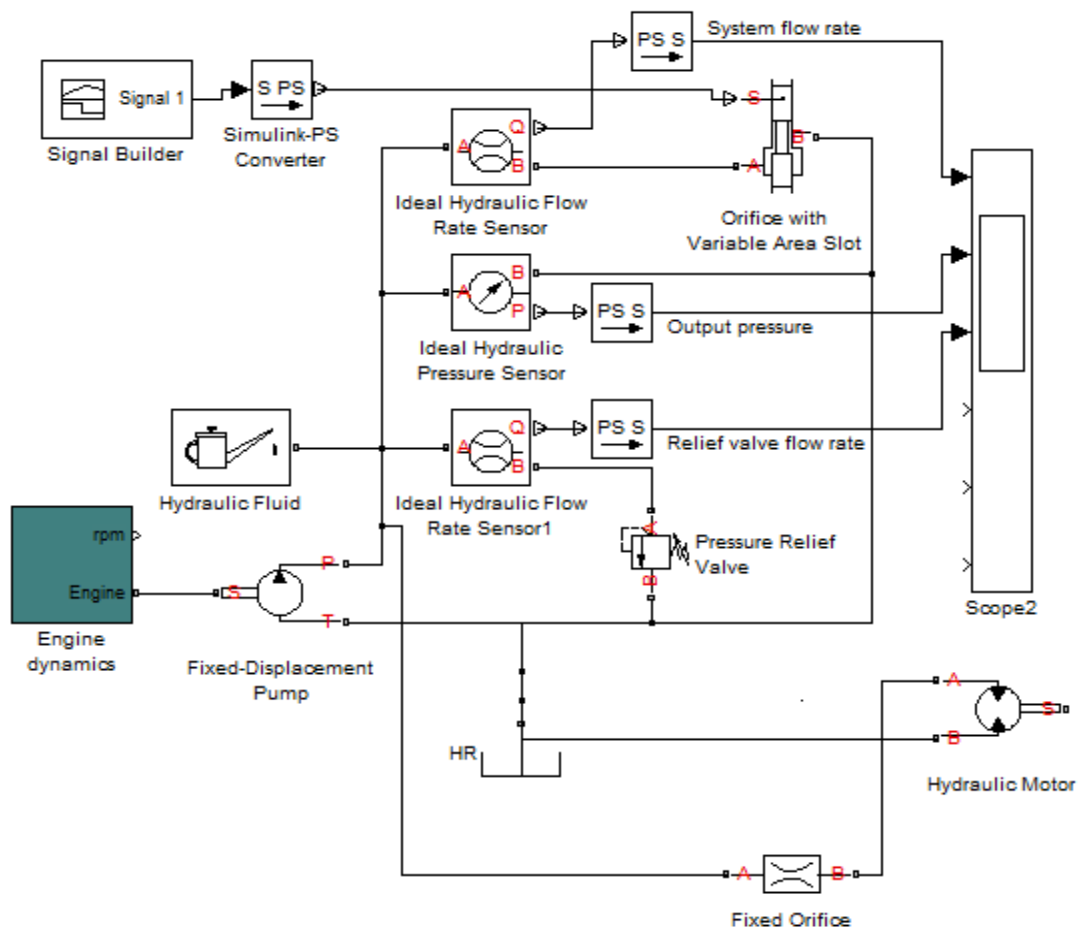 System flow rate
PS S
Signal 1
Signal Builder
S PS
Simulink-PS
Converter
A
Q
B
Ideal Hydraulic Flow
Rate Sensor
S
B
A
Orifice with
Variable Area Slot
A
B
P
Ideal Hydraulic
Pressure Sensor
PS S
Output pressure
Hydraulic Fluid
A
Q
B
Ideal Hydraulic Flow
Rate Sensor1
PS S
Relief valve flow rate
A
B
Pressure Relief
Valve
Scope2
rpm
Engine
Engine
dynamics
S
P
T
Fixed-Displacement
Pump
HR
A
B
S
Hydraulic Motor
A
B
Fixed Orifice